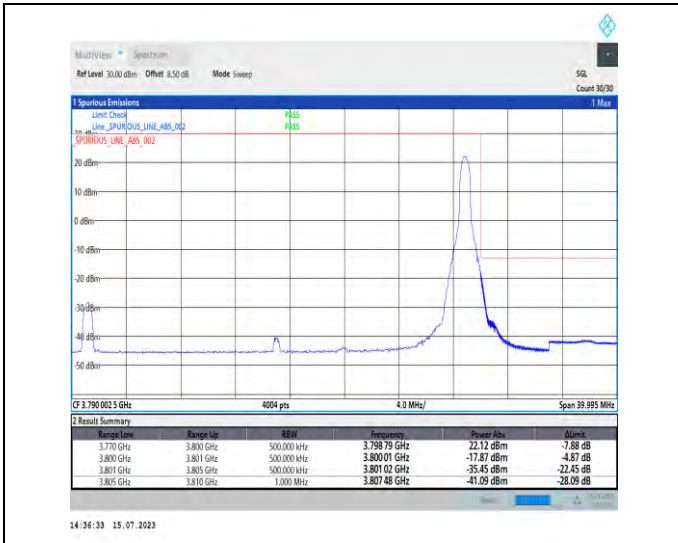 MultiView Spectrum
Ref Level 30.00 dBm Offset 8.50 dB Mode Sweep SGL
Count 30/30
1 Spurious Emissions 1 Max
Limit Check PASS
Line _SPURIOUS_LINE_ABS_002 PASS
_SPURIOUS_LINE_ABS_002
20 dBm
10 dBm
0 dBm
-10 dBm
-20 dBm
-30 dBm
-40 dBm
-50 dBm
CF 3.790 002 5 GHz 4004 pts 4.0 MHz/ Span 39.995 MHz
2 Result Summary
Range Low Range Up RBW Frequency Power Abs ΔLimit
3.770 GHz 3.800 GHz 500.000 kHz 3.798 79 GHz 22.12 dBm -7.88 dB
3.800 GHz 3.801 GHz 500.000 kHz 3.800 01 GHz -17.87 dBm -4.87 dB
3.801 GHz 3.805 GHz 500.000 kHz 3.801 02 GHz -35.45 dBm -22.45 dB
3.805 GHz 3.810 GHz 1.000 MHz 3.807 48 GHz -41.09 dBm -28.09 dB
14:36:33 15.07.2023